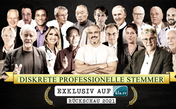 DISKRETE PROFESSIONELLE STEMMER
EXKLUSIV AUF
RÜCKSCHAU 2021